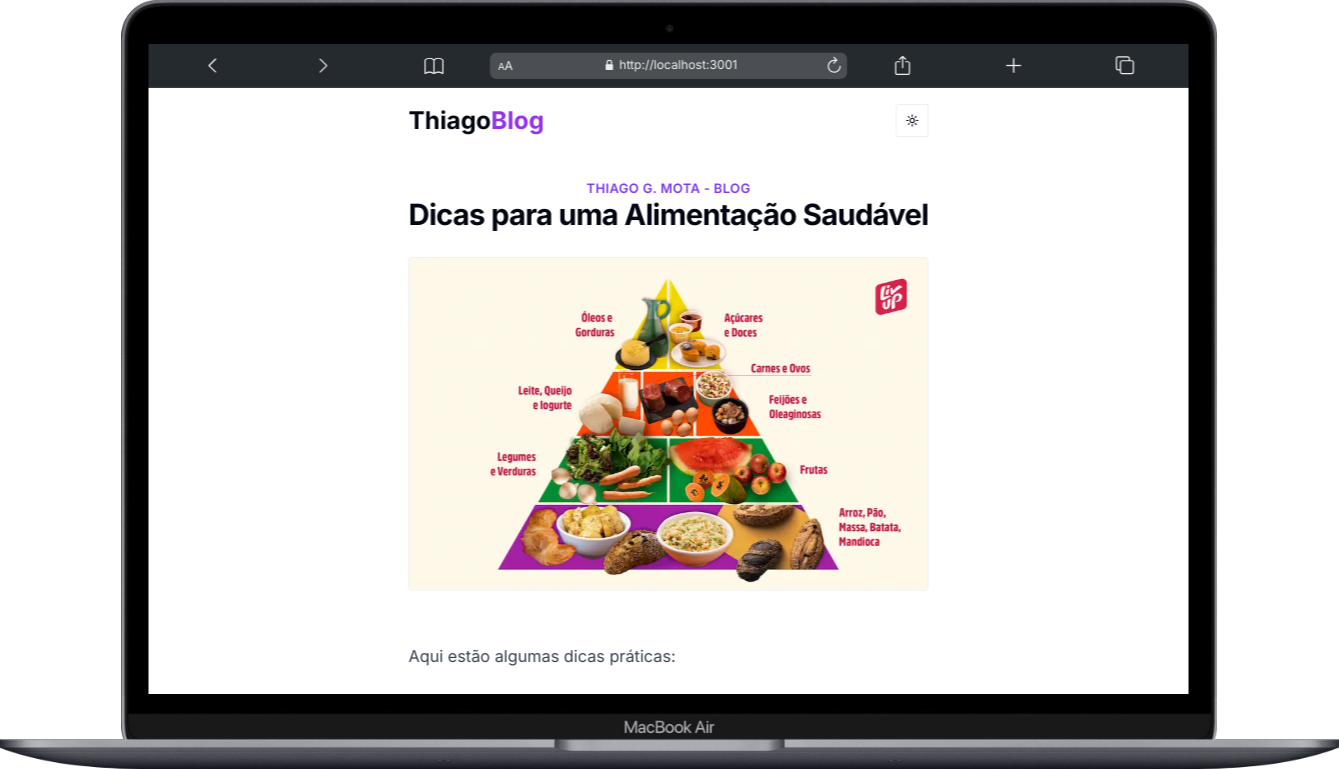 AA
http://localhost:3001
ThiagoBlog
THIAGO G. MOTA - BLOG
Dicas para uma Alimentação Saudável
Liv
UP
Óleos e
Gorduras
Açúcares
e Doces
Carnes e Ovos
Leite, Queijo
e Iogurte
Feijões e
Oleaginosas
Legumes
e Verduras
Frutas
Arroz, Pão,
Massa, Batata,
Mandioca
Aqui estão algumas dicas práticas:
MacBook Air